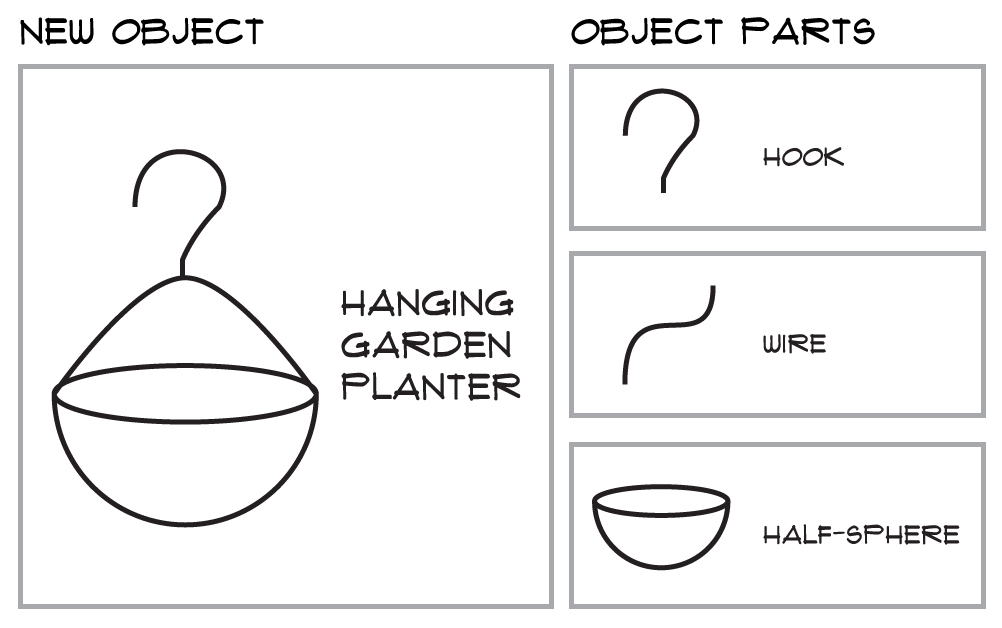 NEW OBJECT
OBJECT PARTS
HANGING
GARDEN
PLANTER
HOOK
WIRE
HALF-SPHERE